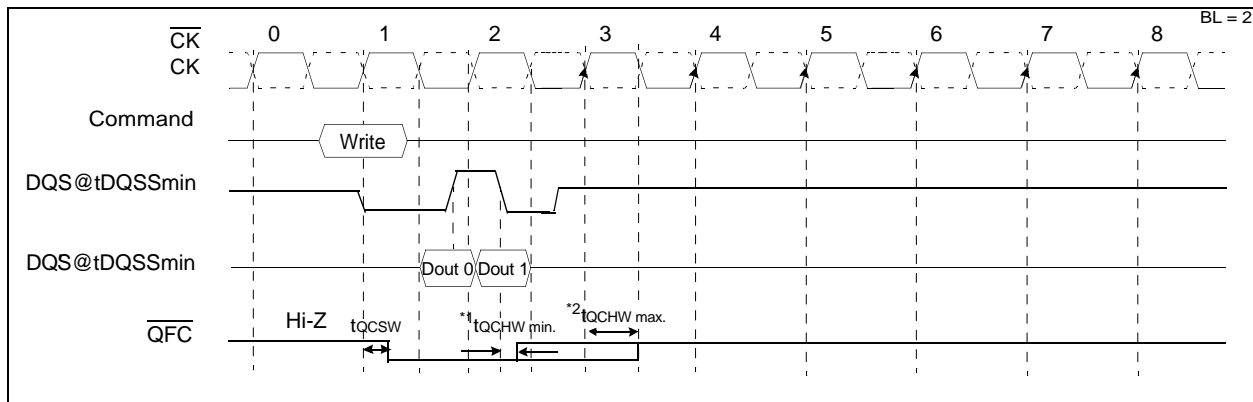 BL = 2
0 1 2 3 4 5 6 7 8
CK
CK
Command
Write
DQS@tDQSSmin
DQS@tDQSSmin
Dout 0 Dout 1
Hi-Z tQCSW *1tQCHW min. *2tQCHW max.
QFC